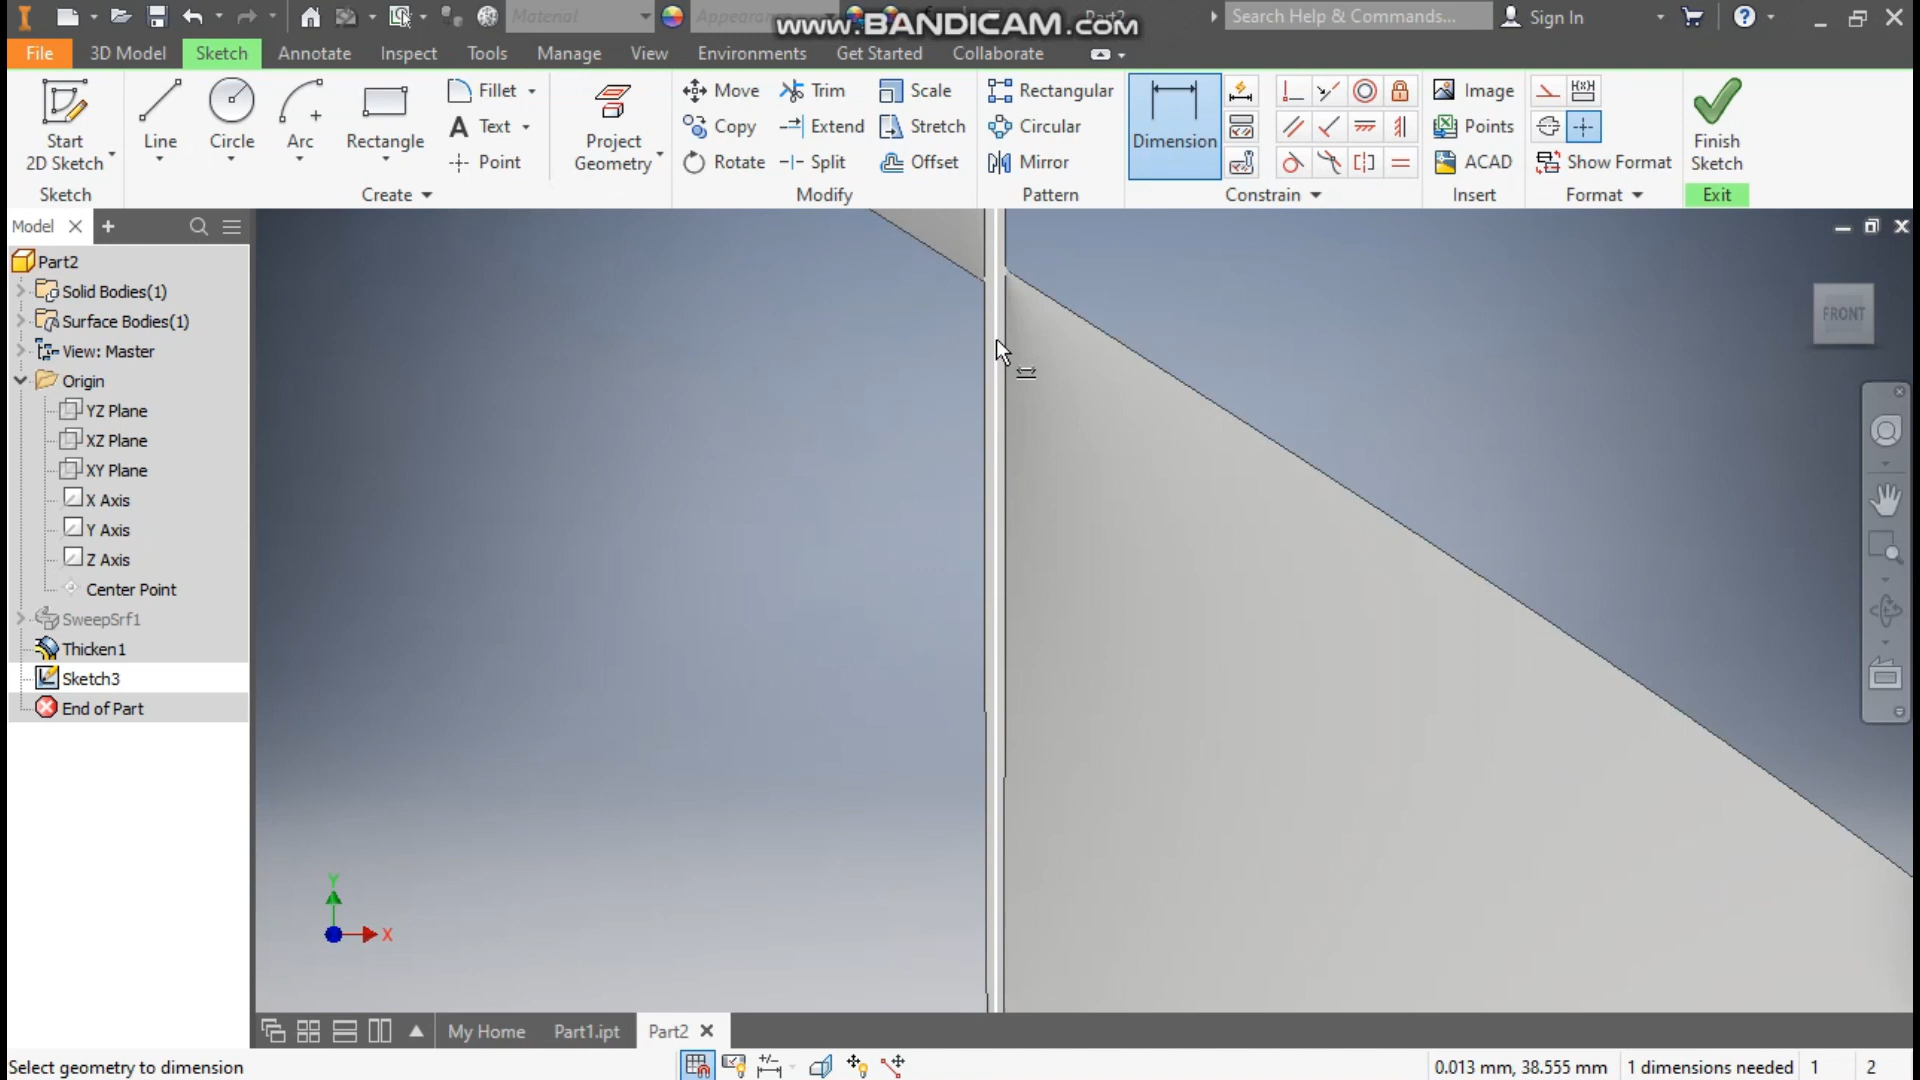 Material
Appearance
www.BANDICAM.com
Part2
Search Help & Commands...
Sign In
File
3D Model
Sketch
Annotate
Inspect
Tools
Manage
View
Environments
Get Started
Collaborate
Start
2D Sketch
Line
Circle
Arc
Rectangle
Fillet
Text
Point
Project
Geometry
Move
Copy
Rotate
Trim
Extend
Split
Scale
Stretch
Offset
Rectangular
Circular
Mirror
Dimension
Image
Points
ACAD
Show Format
Finish
Sketch
Sketch
Create
Modify
Pattern
Constrain
Insert
Format
Exit
Model
Part2
Solid Bodies(1)
Surface Bodies(1)
View: Master
Origin
YZ Plane
XZ Plane
XY Plane
X Axis
Y Axis
Z Axis
Center Point
SweepSrf1
Thicken1
Sketch3
End of Part
FRONT
Y
X
My Home
Part1.ipt
Part2
Select geometry to dimension
0.013 mm, 38.555 mm
1 dimensions needed
1
2